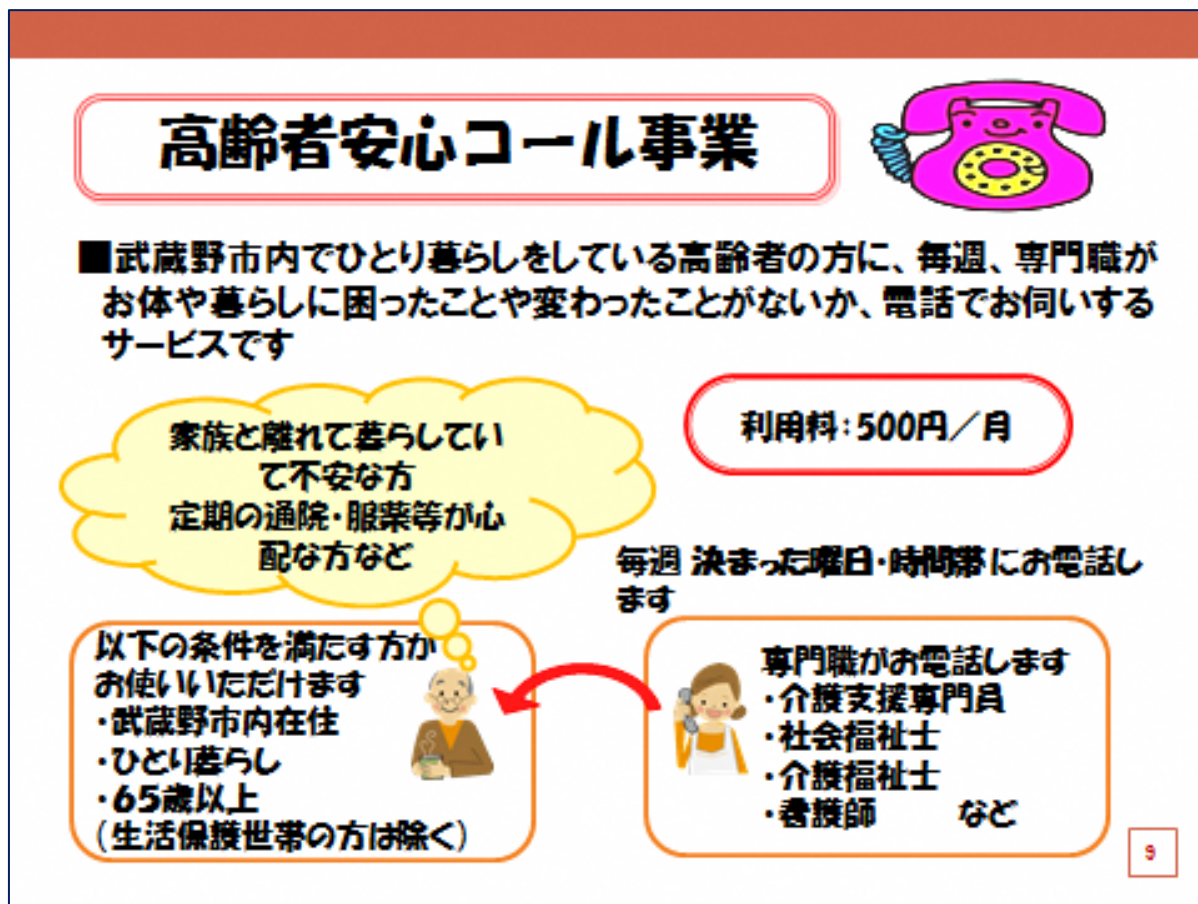 高齢者安心コール事業
■武蔵野市内でひとり暮らしをしている高齢者の方に、毎週、専門職が
お体や暮らしに困ったことや変わったことがないか、電話でお伺いする
サービスです
家族と離れて暮らしてい
て不安な方
定期の通院・服薬等が心
配な方など
利用料：500円／月
毎週 決まった曜日・時間帯 にお電話し
ます
以下の条件を満たす方が
お使いいただけます
・武蔵野市内在住
・ひとり暮らし
・65歳以上
（生活保護世帯の方は除く）
専門職がお電話します
・介護支援専門員
・社会福祉士
・介護福祉士
・看護師　　など
9